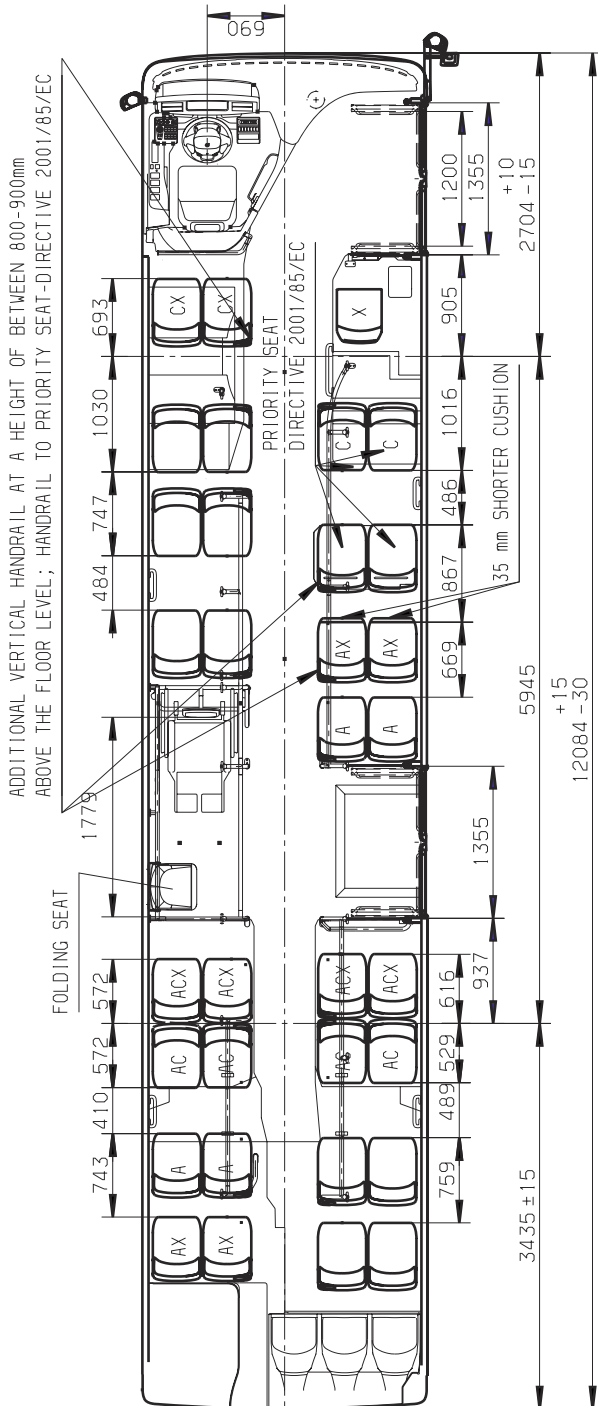 690
ADDITIONAL VERTICAL HANDRAIL AT A HEIGHT OF BETWEEN 800-900mm
ABOVE THE FLOOR LEVEL; HANDRAIL TO PRIORITY SEAT-DIRECTIVE 2001/85/EC
PRIORITY SEAT
DIRECTIVE 2001/85/EC
35 mm SHORTER CUSHION
FOLDING SEAT
693
1030
747
484
1779
572
572
410
743
1200
1355
+10
2704 -15
905
1016
486
867
669
5945
+15
12084 -30
1355
937
616
529
489
759
3435±15
CX
CX
X
C
C
AX
AX
A
A
ACX
ACX
ACX
ACX
AC
AC
AC
AC
A
A
AX
AX